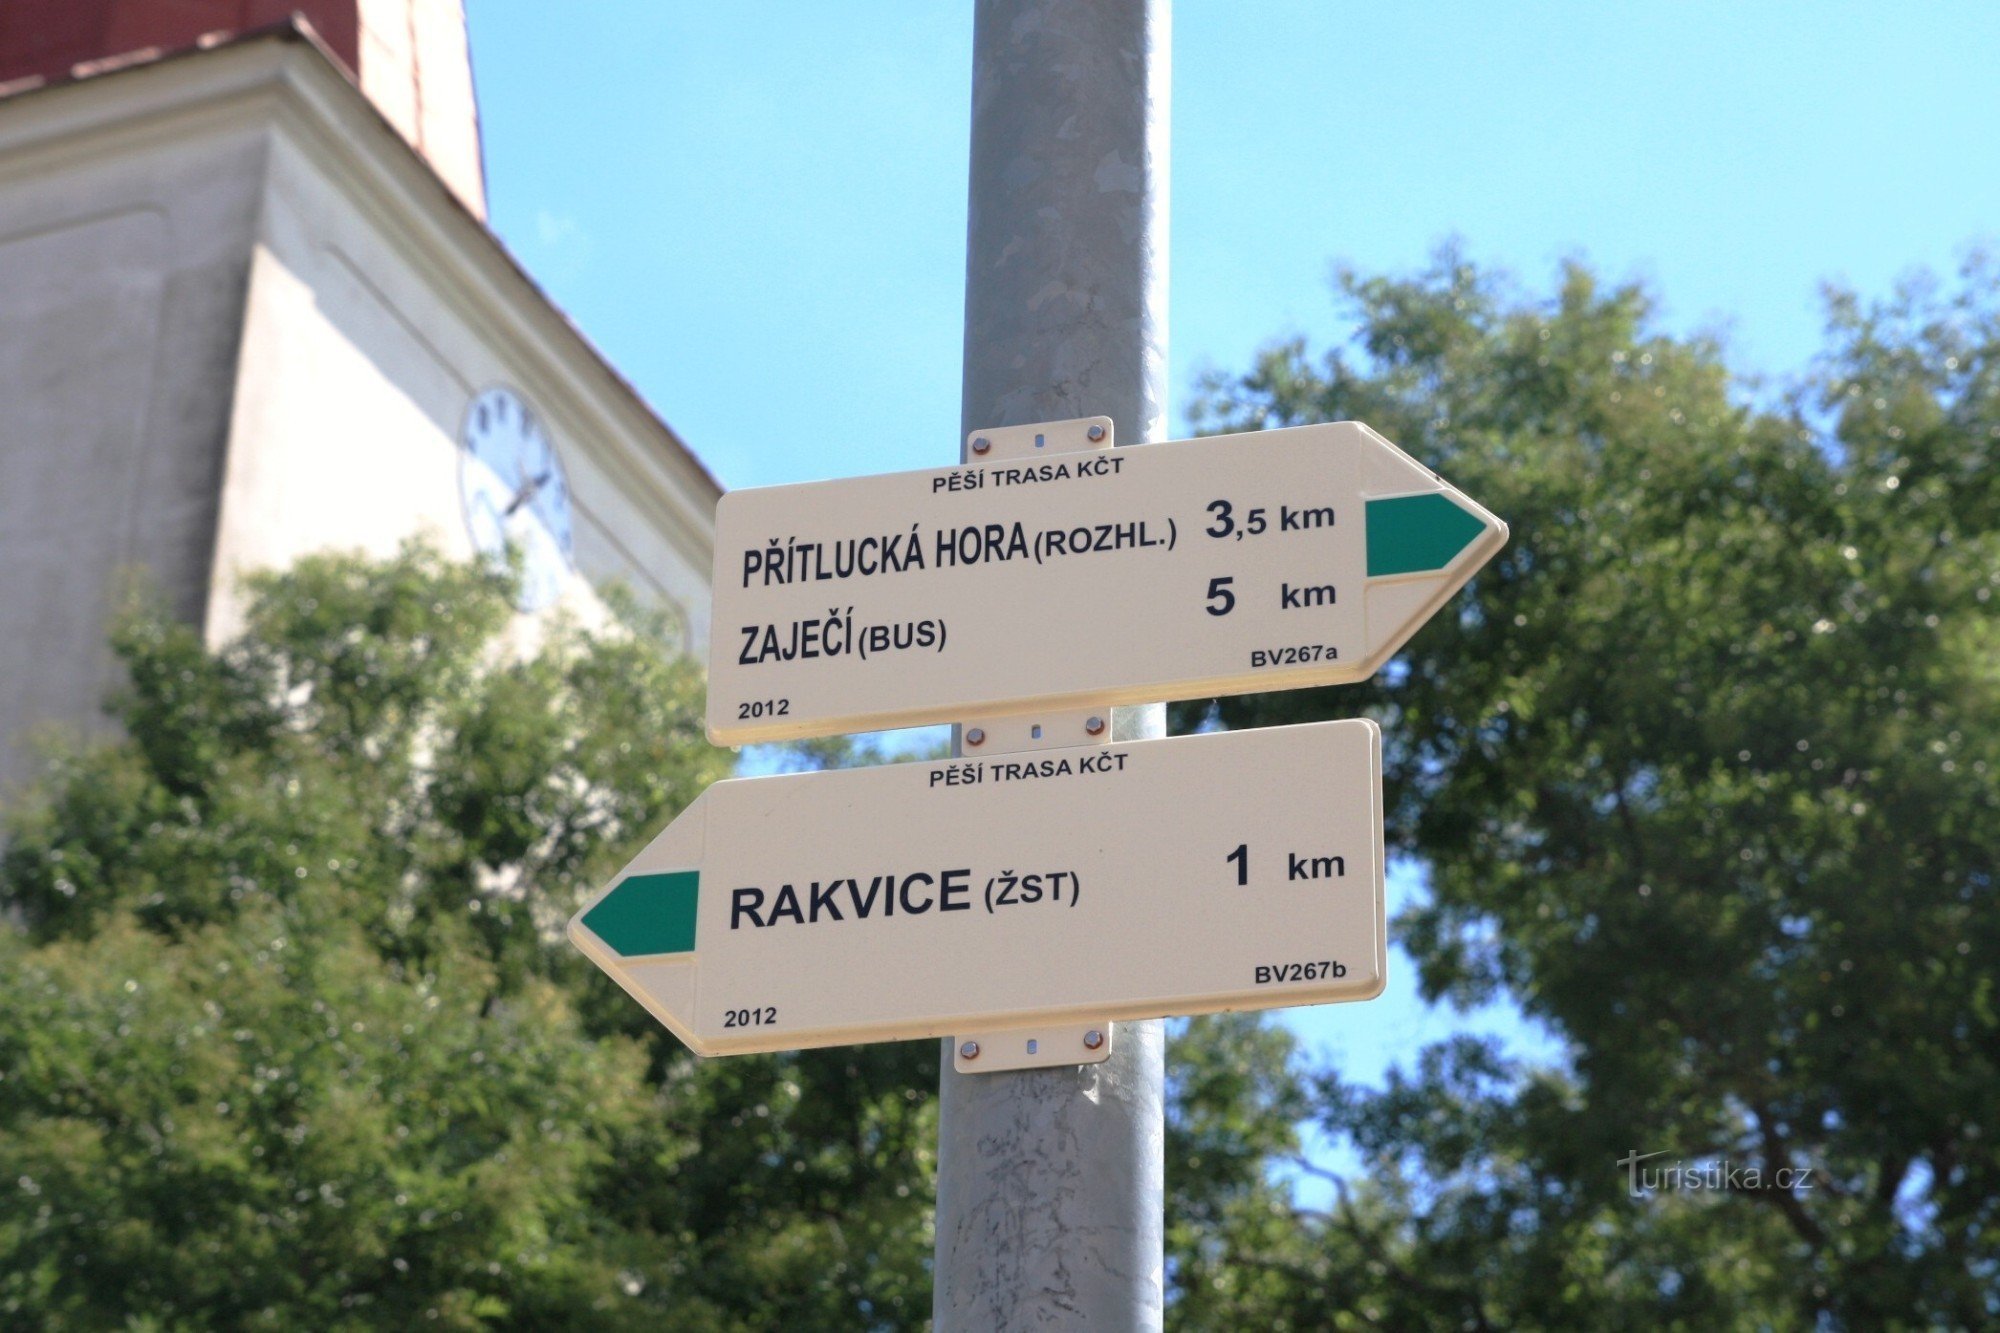 PĚŠÍ TRASA KČT
PŘÍTLUCKÁ HORA (ROZHL.) 3,5 km
ZAJEČÍ (BUS) 5 km
2012 BV267a
PĚŠÍ TRASA KČT
RAKVICE (ŽST) 1 km
2012 BV267b
Turistika.cz